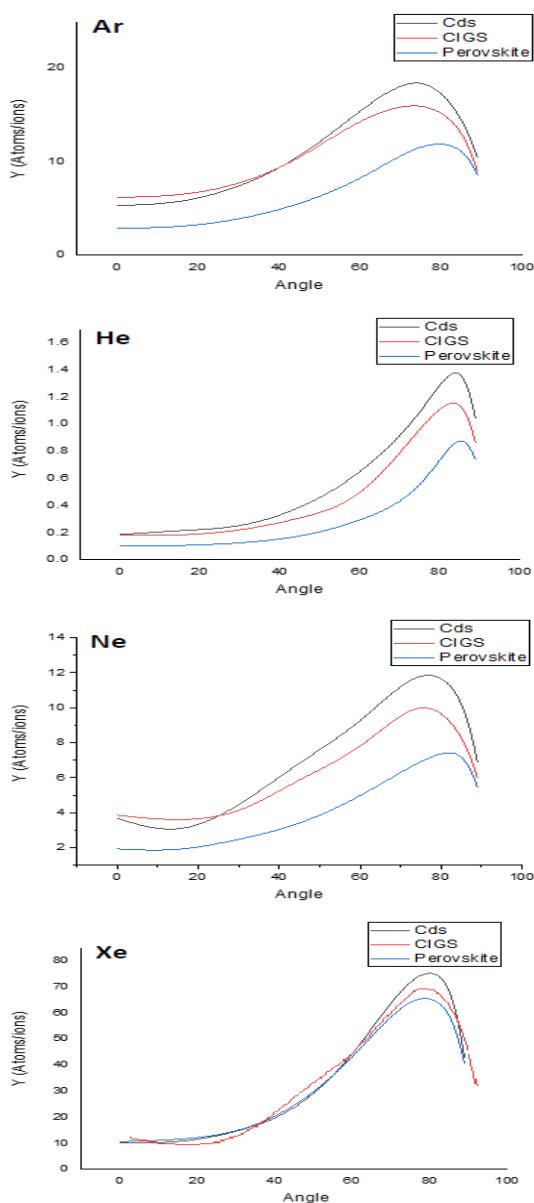 Ar
Cds
CIGS
Perovskite
Y (Atoms/ions)
20
10
0
0 20 40 60 80 100
Angle
He
Cds
CIGS
Perovskite
Y (Atoms/ions)
1.6
1.4
1.2
1.0
0.8
0.6
0.4
0.2
0.0
0 20 40 60 80 100
Angle
Ne
Cds
CIGS
Perovskite
Y (Atoms/ions)
14
12
10
8
6
4
2
0 20 40 60 80 100
Angle
Xe
Cds
CIGS
Perovskite
Y (Atoms/ions)
80
70
60
50
40
30
20
10
0
0 20 40 60 80 100
Angle